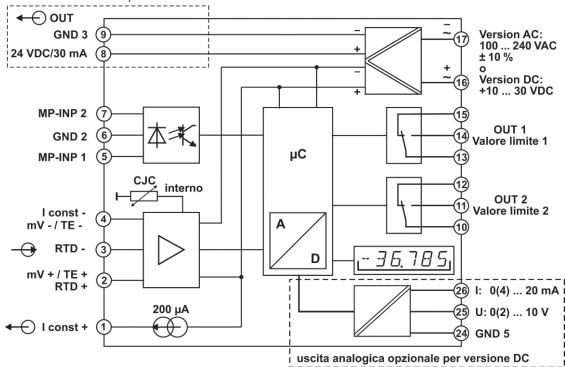 OUT
GND 3
9
24 VDC/30 mA
8
MP-INP 2
7
GND 2
6
MP-INP 1
5
CJC
interno
I const -
mV - / TE -
4
RTD -
3
mV + / TE +
RTD +
2
200 µA
I const +
1
µC
A
D
–
+
–
+
17
Version AC:
100 ... 240 VAC
± 10 %
o
Version DC:
+10 ... 30 VDC
–
~
+
~
16
15
14
13
OUT 1
Valore limite 1
12
11
10
OUT 2
Valore limite 2
-36.785
26
I: 0(4) ... 20 mA
25
U: 0(2) ... 10 V
24
GND 5
uscita analogica opzionale per versione DC